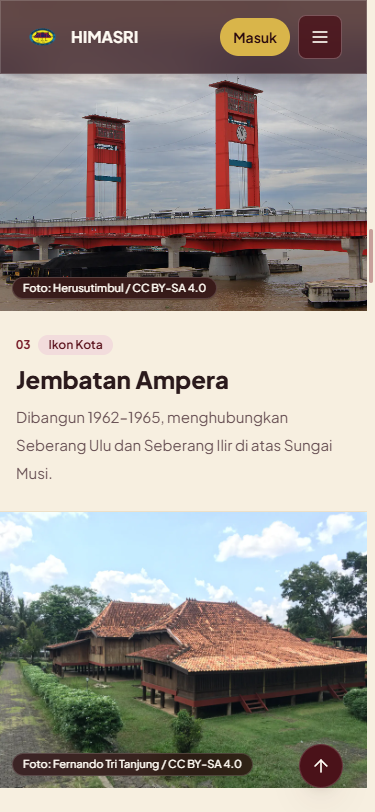 HIMASRI
Masuk
Foto: Herusutimbul / CC BY-SA 4.0
03 Ikon Kota
Jembatan Ampera
Dibangun 1962–1965, menghubungkan
Seberang Ulu dan Seberang Ilir di atas Sungai
Musi.
Foto: Fernando Tri Tanjung / CC BY-SA 4.0